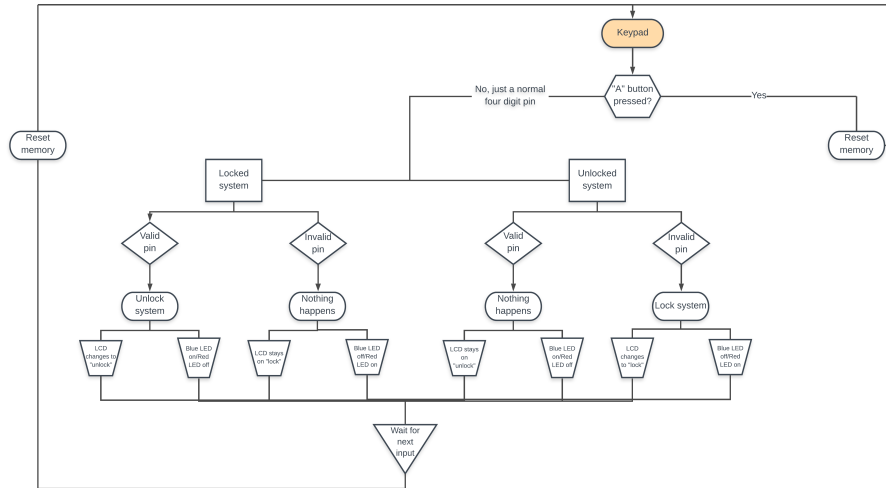 Keypad
"A" button
pressed?
No, just a normal
four digit pin
Yes
Reset
memory
Reset
memory
Locked
system
Unlocked
system
Valid
pin
Invalid
pin
Valid
pin
Invalid
pin
Unlock
system
Nothing
happens
Nothing
happens
Lock system
LCD
changes to
"unlock"
Blue LED
on/Red
LED off
LCD stays
on "lock"
Blue LED
off/Red
LED on
LCD stays
on
"unlock"
Blue LED
on/Red
LED off
LCD
changes
to "lock"
Blue LED
off/Red
LED on
Wait for
next
input